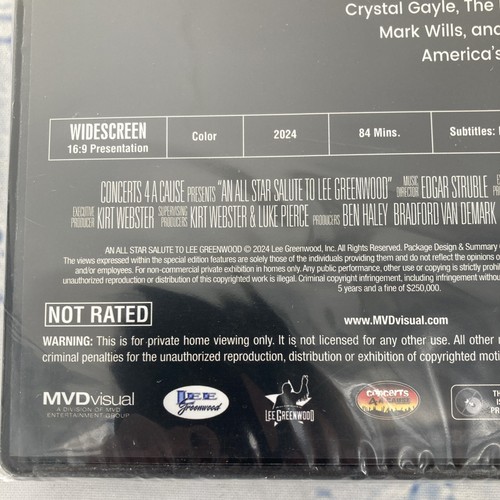 Crystal Gayle, The
Mark Wills, and
America's
WIDESCREEN
16:9 Presentation
Color
2024
84 Mins.
Subtitles:
CONCERTS 4 A CAUSE PRESENTS "AN ALL STAR SALUTE TO LEE GREENWOOD" MUSIC DIRECTOR EDGAR STRUBLE
EXECUTIVE PRODUCER KIRT WEBSTER SUPERVISING PRODUCERS KIRT WEBSTER & LUKE PIERCE PRODUCERS BEN HALEY BRADFORD VAN DEMARK
AN ALL STAR SALUTE TO LEE GREENWOOD © 2024 Lee Greenwood, Inc. All Rights Reserved. Package Design & Summary
The views expressed within the special edition features are solely those of the individuals providing them and do not reflect the opinions o
and/or employees. For non-commercial private exhibition in homes only. Any public performance, other use or copying is strictly prohi
unauthorized reproduction or distribution of this copyrighted work is illegal. Criminal copyright infringement, including infringement witho
5 years and a fine of $250,000.
NOT RATED
www.MVDvisual.com
WARNING: This is for private home viewing only. It is not licensed for any other use. All other
criminal penalties for the unauthorized reproduction, distribution or exhibition of copyrighted moti
MVDvisual
A DIVISION OF MVD
ENTERTAINMENT GROUP
LEE
Greenwood
LEE GREENWOOD
concerts
4 A CAUSE
TH
IS
PR